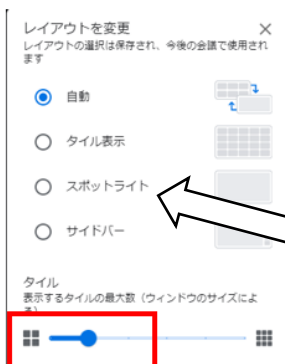 レイアウトを変更
レイアウトの選択は保存され、今後の会議で使用され
ます
自動
タイル表示
スポットライト
サイドバー
タイル
表示するタイルの最大数（ウィンドウのサイズによ